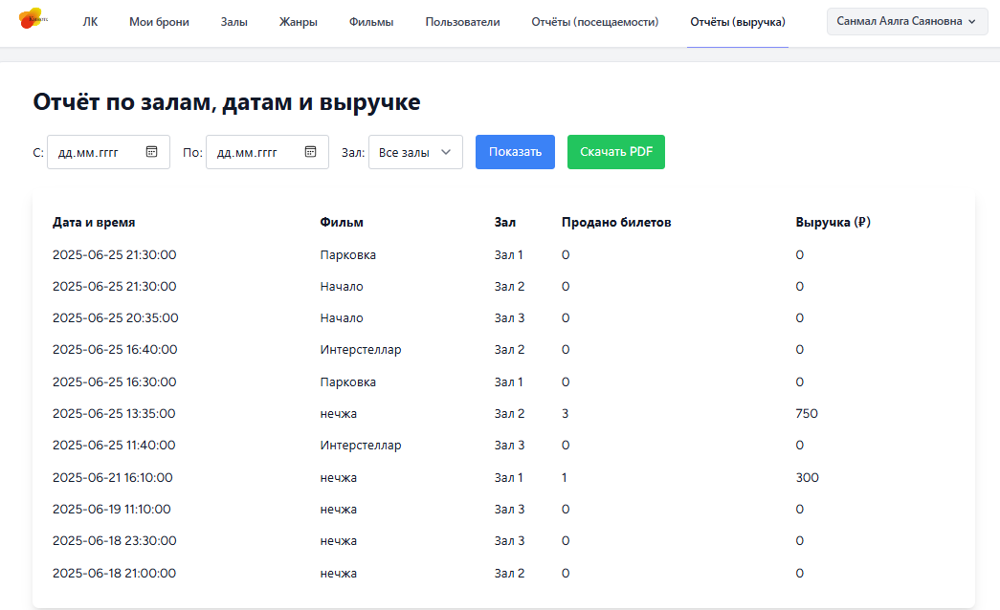 ЛК Мои брони Залы Жанры Фильмы Пользователи Отчёты (посещаемости) Отчёты (выручка) Санмал Аялга Саяновна
Отчёт по залам, датам и выручке
С: дд.мм.гггг По: дд.мм.гггг Зал: Все залы Показать Скачать PDF
Дата и время Фильм Зал Продано билетов Выручка (₽)
2025-06-25 21:30:00 Парковка Зал 1 0 0
2025-06-25 21:30:00 Начало Зал 2 0 0
2025-06-25 20:35:00 Начало Зал 3 0 0
2025-06-25 16:40:00 Интерстеллар Зал 2 0 0
2025-06-25 16:30:00 Парковка Зал 1 0 0
2025-06-25 13:35:00 нечжа Зал 2 3 750
2025-06-25 11:40:00 Интерстеллар Зал 3 0 0
2025-06-21 16:10:00 нечжа Зал 1 1 300
2025-06-19 11:10:00 нечжа Зал 3 0 0
2025-06-18 23:30:00 нечжа Зал 3 0 0
2025-06-18 21:00:00 нечжа Зал 2 0 0